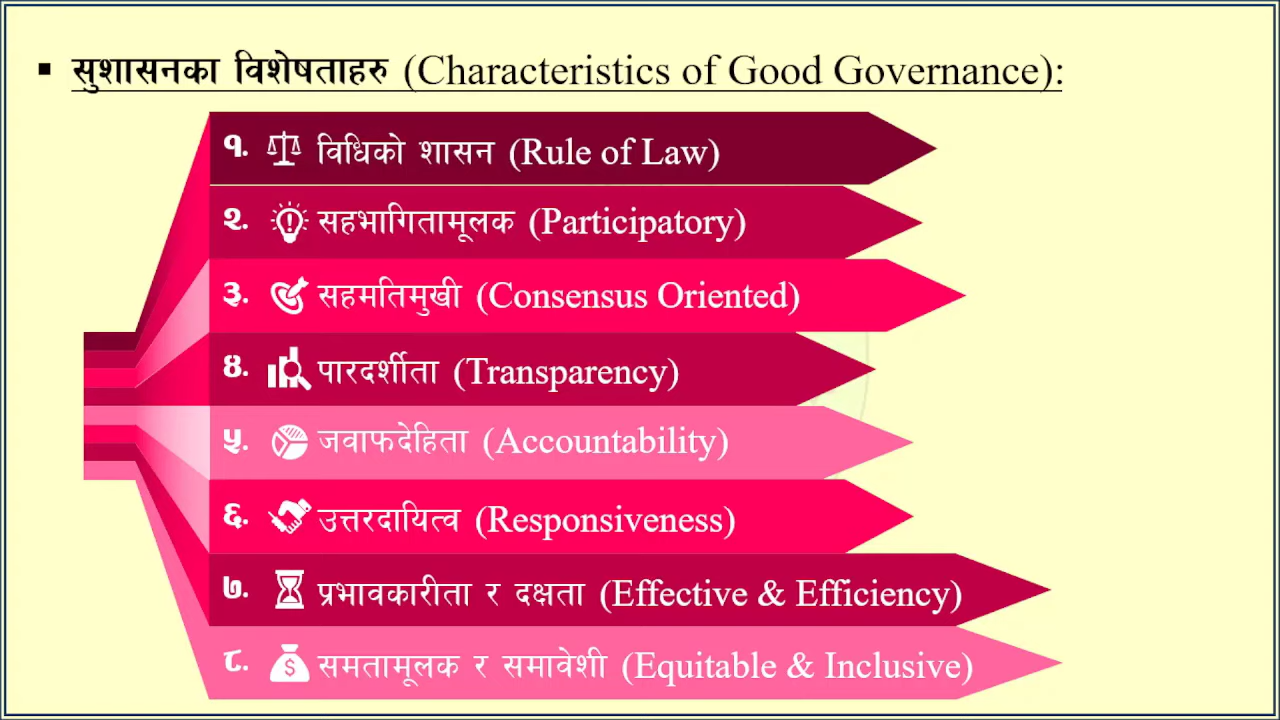 ▪ सुशासनका विशेषताहरु (Characteristics of Good Governance):
१. विधिको शासन (Rule of Law)
२. सहभागितामूलक (Participatory)
३. सहमतिमुखी (Consensus Oriented)
४. पारदर्शीता (Transparency)
५. जवाफदेहिता (Accountability)
६. उत्तरदायित्व (Responsiveness)
७. प्रभावकारीता र दक्षता (Effective & Efficiency)
८. समतामूलक र समावेशी (Equitable & Inclusive)